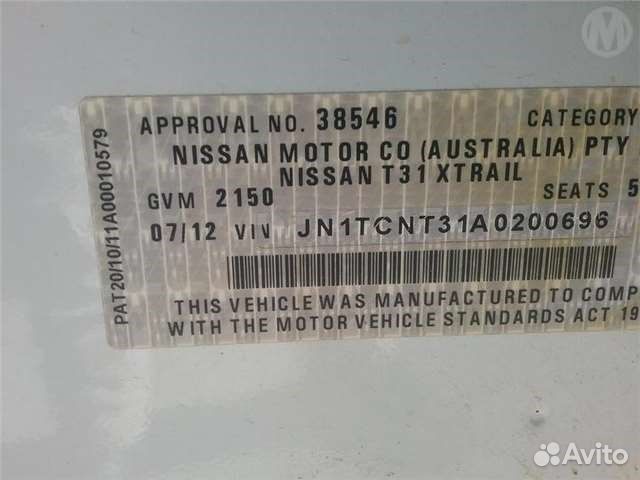 M
PAT20/10/11A00010579
APPROVAL NO. 38546 CATEGORY
NISSAN MOTOR CO (AUSTRALIA) PTY
NISSAN T31 XTRAIL
GVM 2150 SEATS 5
07/12 VIN JN1TCNT31A0200696
THIS VEHICLE WAS MANUFACTURED TO COMP
WITH THE MOTOR VEHICLE STANDARDS ACT 19
Avito